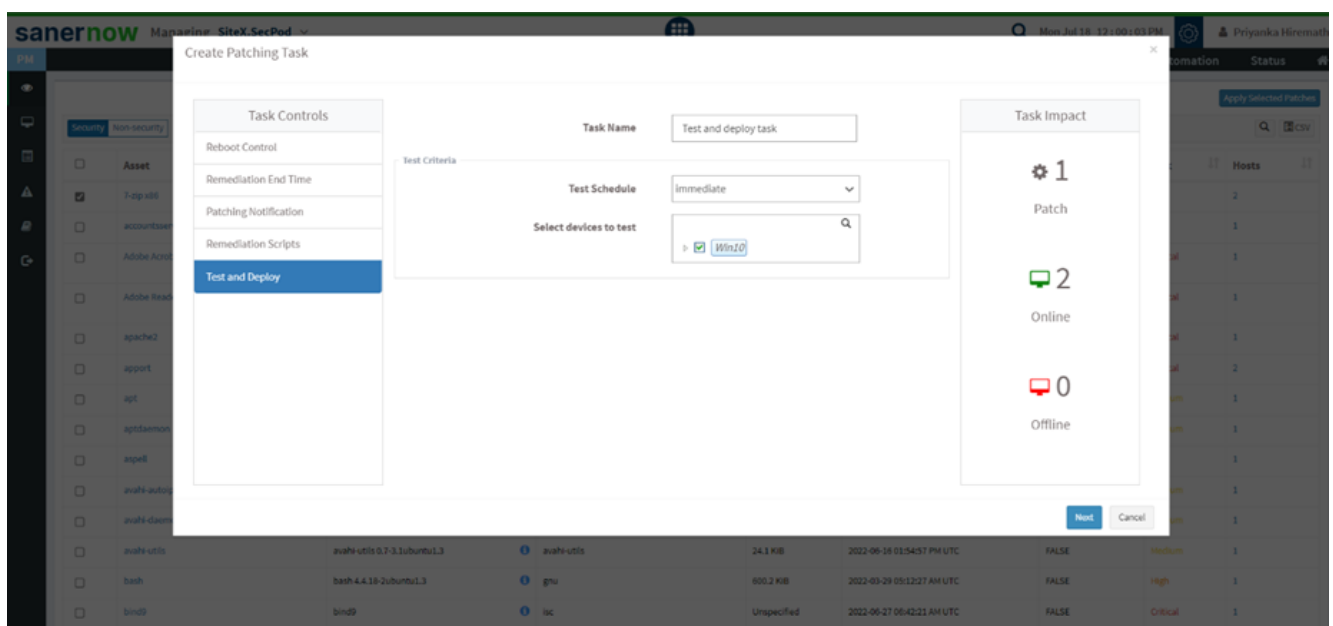 sanernow Managing SiteX.SecPod Mon Jul 18 12:00:03 PM Priyanka Hiremath
PM Status
Create Patching Task ×
Apply Selected Patches
Security Non-security CSV
Task Controls
Reboot Control
Remediation End Time
Patching Notification
Remediation Scripts
Test and Deploy
Task Name Test and deploy task
Test Criteria
Test Schedule immediate
Select devices to test
Win10
Task Impact
1
Patch
2
Online
0
Offline
Next Cancel
Asset Hosts
7-zip x86 2
1
Adobe 1
Adobe 1
apache2 1
apport 2
apt 1
aptdaemon 1
aspell 1
1
1
avahi-utils avahi-utils 0.7-3.1ubuntu1.3 avahi-utils 24.1 KiB 2022-06-16 01:54:57 PM UTC FALSE Medium 1
bash bash-4.4.18-2ubuntu1.3 gnu 600.2 KiB 2022-03-29 05:12:27 AM UTC FALSE High 1
bind9 bind9 isc Unspecified 2022-06-27 06:42:21 AM UTC FALSE Critical 1